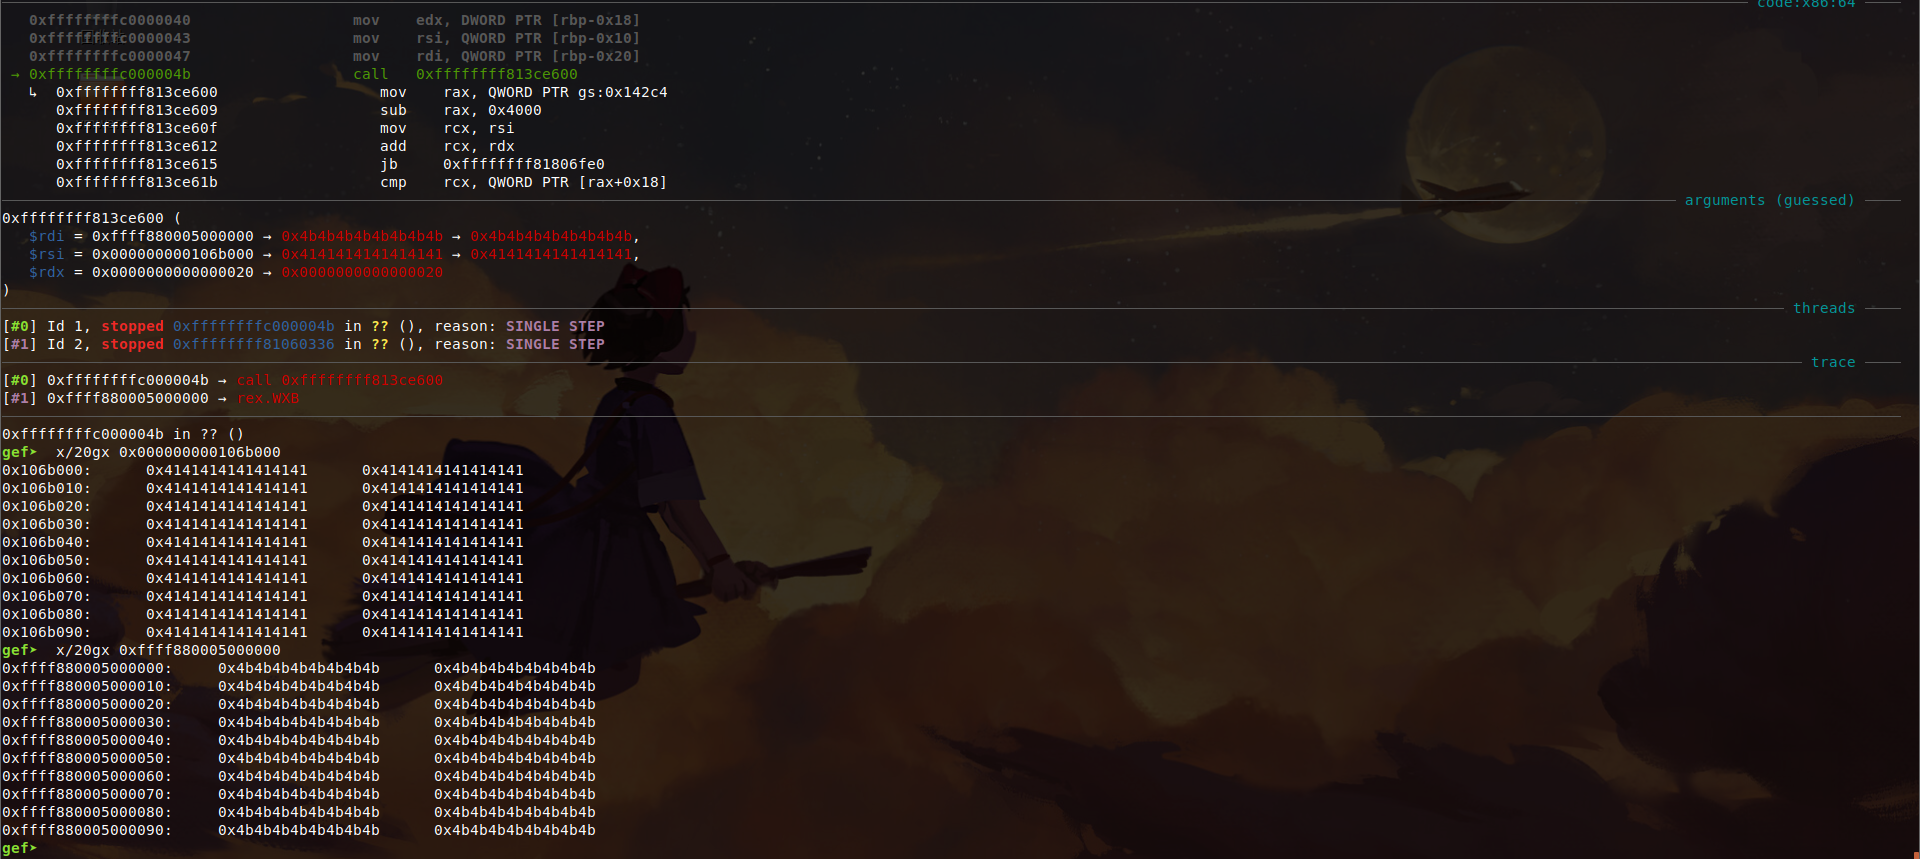 code:x86:64
0xffffffffc0000040 mov edx, DWORD PTR [rbp-0x18]
0xffffffffc0000043 mov rsi, QWORD PTR [rbp-0x10]
0xffffffffc0000047 mov rdi, QWORD PTR [rbp-0x20]
→ 0xffffffffc000004b call 0xffffffff813ce600
↳ 0xffffffff813ce600 mov rax, QWORD PTR gs:0x142c4
0xffffffff813ce609 sub rax, 0x4000
0xffffffff813ce60f mov rcx, rsi
0xffffffff813ce612 add rcx, rdx
0xffffffff813ce615 jb 0xffffffff81806fe0
0xffffffff813ce61b cmp rcx, QWORD PTR [rax+0x18]
arguments (guessed)
0xffffffff813ce600 (
$rdi = 0xffff880005000000 → 0x4b4b4b4b4b4b4b4b → 0x4b4b4b4b4b4b4b4b,
$rsi = 0x000000000106b000 → 0x4141414141414141 → 0x4141414141414141,
$rdx = 0x0000000000000020 → 0x0000000000000020
)
threads
[#0] Id 1, stopped 0xffffffffc000004b in ?? (), reason: SINGLE STEP
[#1] Id 2, stopped 0xffffffff81060336 in ?? (), reason: SINGLE STEP
trace
[#0] 0xffffffffc000004b → call 0xffffffff813ce600
[#1] 0xffff880005000000 → rex.WXB
0xffffffffc000004b in ?? ()
gef➤ x/20gx 0x000000000106b000
0x106b000: 0x4141414141414141 0x4141414141414141
0x106b010: 0x4141414141414141 0x4141414141414141
0x106b020: 0x4141414141414141 0x4141414141414141
0x106b030: 0x4141414141414141 0x4141414141414141
0x106b040: 0x4141414141414141 0x4141414141414141
0x106b050: 0x4141414141414141 0x4141414141414141
0x106b060: 0x4141414141414141 0x4141414141414141
0x106b070: 0x4141414141414141 0x4141414141414141
0x106b080: 0x4141414141414141 0x4141414141414141
0x106b090: 0x4141414141414141 0x4141414141414141
gef➤ x/20gx 0xffff880005000000
0xffff880005000000: 0x4b4b4b4b4b4b4b4b 0x4b4b4b4b4b4b4b4b
0xffff880005000010: 0x4b4b4b4b4b4b4b4b 0x4b4b4b4b4b4b4b4b
0xffff880005000020: 0x4b4b4b4b4b4b4b4b 0x4b4b4b4b4b4b4b4b
0xffff880005000030: 0x4b4b4b4b4b4b4b4b 0x4b4b4b4b4b4b4b4b
0xffff880005000040: 0x4b4b4b4b4b4b4b4b 0x4b4b4b4b4b4b4b4b
0xffff880005000050: 0x4b4b4b4b4b4b4b4b 0x4b4b4b4b4b4b4b4b
0xffff880005000060: 0x4b4b4b4b4b4b4b4b 0x4b4b4b4b4b4b4b4b
0xffff880005000070: 0x4b4b4b4b4b4b4b4b 0x4b4b4b4b4b4b4b4b
0xffff880005000080: 0x4b4b4b4b4b4b4b4b 0x4b4b4b4b4b4b4b4b
0xffff880005000090: 0x4b4b4b4b4b4b4b4b 0x4b4b4b4b4b4b4b4b
gef➤